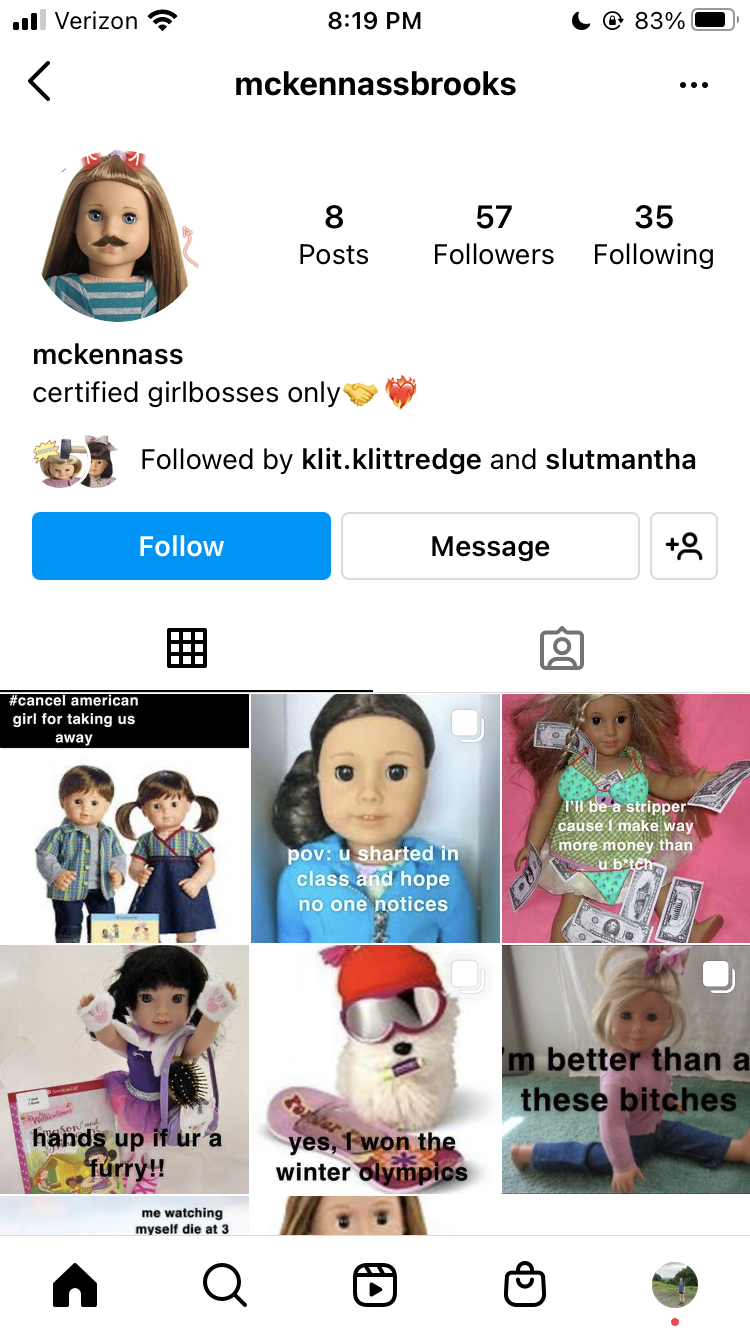 Verizon
8:19 PM
83%
mckennassbrooks
8
Posts
57
Followers
35
Following
mckennass
certified girlbosses only🤝❤️‍🔥
Followed by klit.klittredge and slutmantha
Follow
Message
#cancel american
girl for taking us
away
pov: u sharted in
class and hope
no one notices
I'll be a stripper
cause I make way
more money than
u b*tch
hands up if ur a
furry!!
yes, I won the
winter olympics
'm better than a
these bitches
me watching
myself die at 3